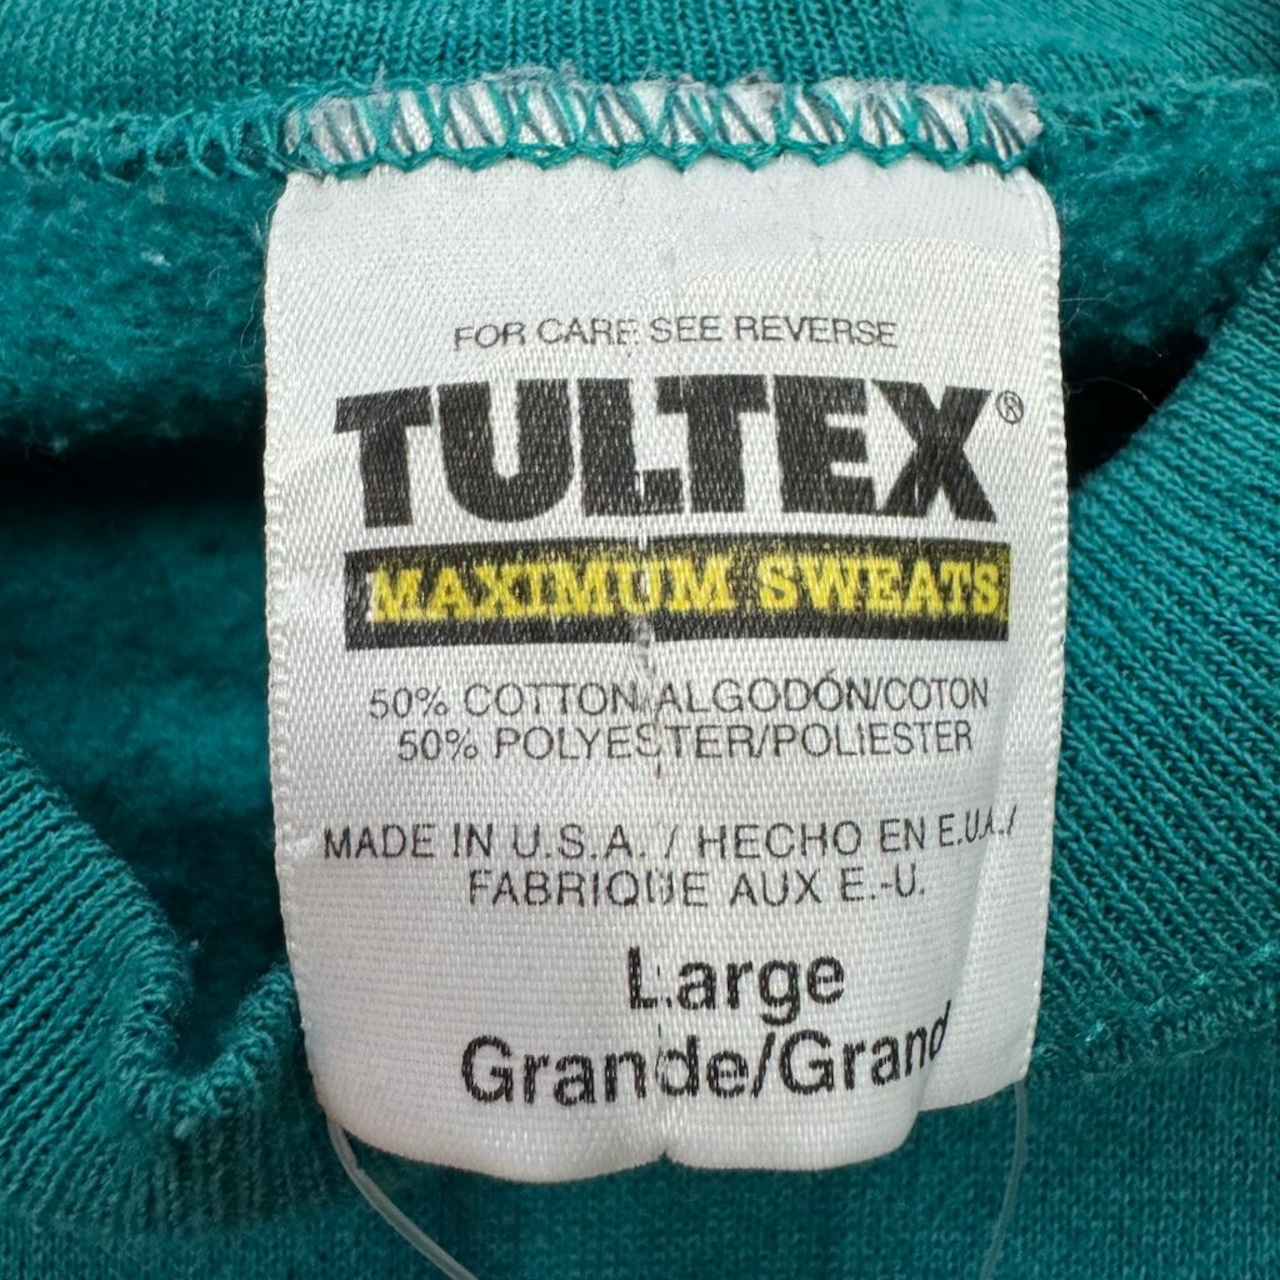 FOR CARE SEE REVERSE
TULTEX®
MAXIMUM SWEATS
50% COTTON/ALGODÓN/COTON
50% POLYESTER/POLIESTER
MADE IN U.S.A. / HECHO EN E.U.A./
FABRIQUE AUX E.-U.
Large
Grande/Grand